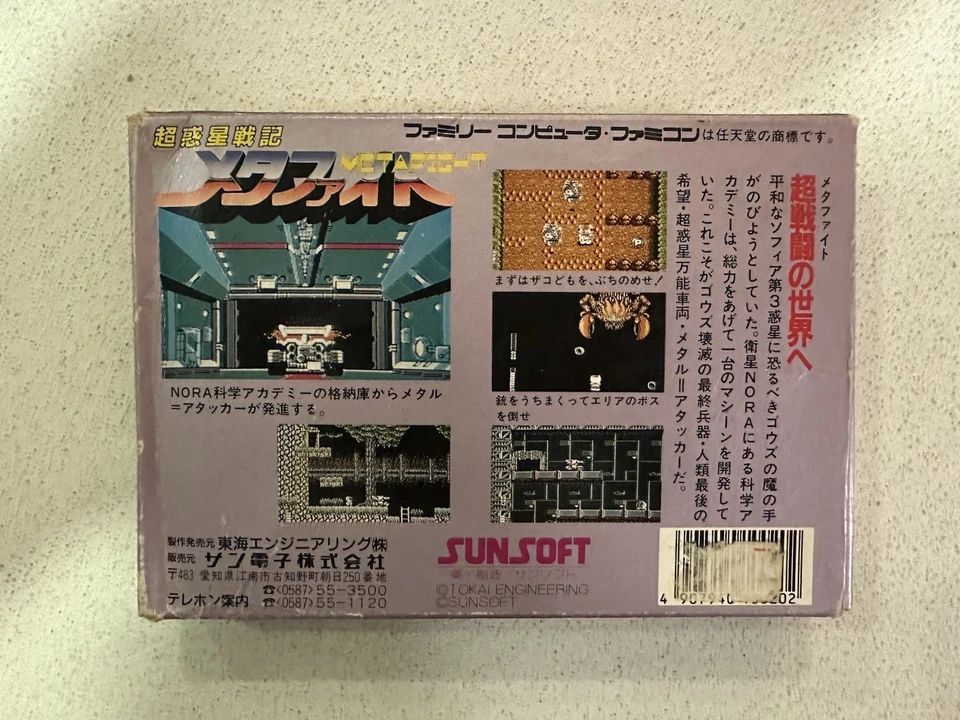 超惑星戦記
メタファイト
METAFIGHT
ファミリーコンピュータ・ファミコンは任天堂の商標です。
メタファイト
超戦闘の世界へ
平和なソフィア第3惑星に恐るべきゴウズの魔の手
がのびようとしていた。衛星NORAにある科学ア
カデミーは、総力をあげて一台のマシーンを開発して
いた。これこそがゴウズ壊滅の最終兵器・人類最後の
希望・超惑星万能車両・メタル=アタッカーだ。
まずはザコどもを、ぶちのめせ!
銃をうちまくってエリアのボス
を倒せ
NORA科学アカデミーの格納庫からメタル
=アタッカーが発進する。
製作発売元 東海エンジニアリング(株)
販売元 サン電子株式会社
〒483 愛知県江南市古知野町朝日250番地
☎(0587)55-3500
テレホン案内 ☎(0587)55-1120
SUNSOFT
夢・創造・サンソフト
©TOKAI ENGINEERING
©SUNSOFT